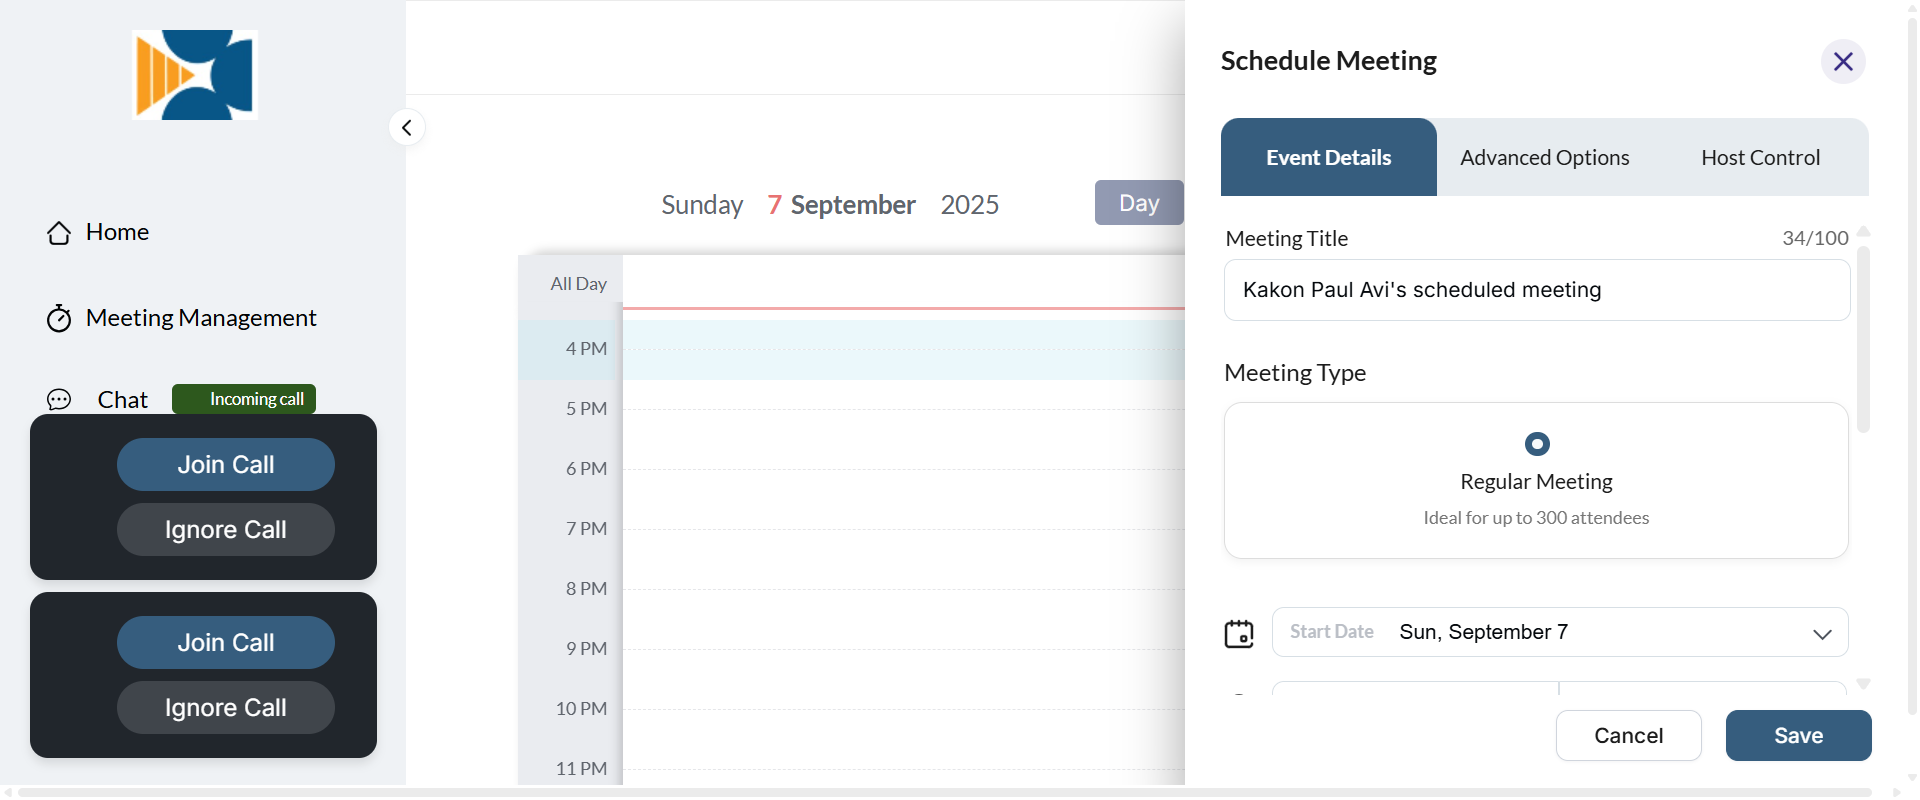 Home
Meeting Management
Chat
Incoming call
Join Call
Ignore Call
Join Call
Ignore Call
Sunday 7 September 2025
Day
All Day
4 PM
5 PM
6 PM
7 PM
8 PM
9 PM
10 PM
11 PM
Schedule Meeting
Event Details
Advanced Options
Host Control
Meeting Title
34/100
Kakon Paul Avi's scheduled meeting
Meeting Type
Regular Meeting
Ideal for up to 300 attendees
Start Date Sun, September 7
Cancel
Save